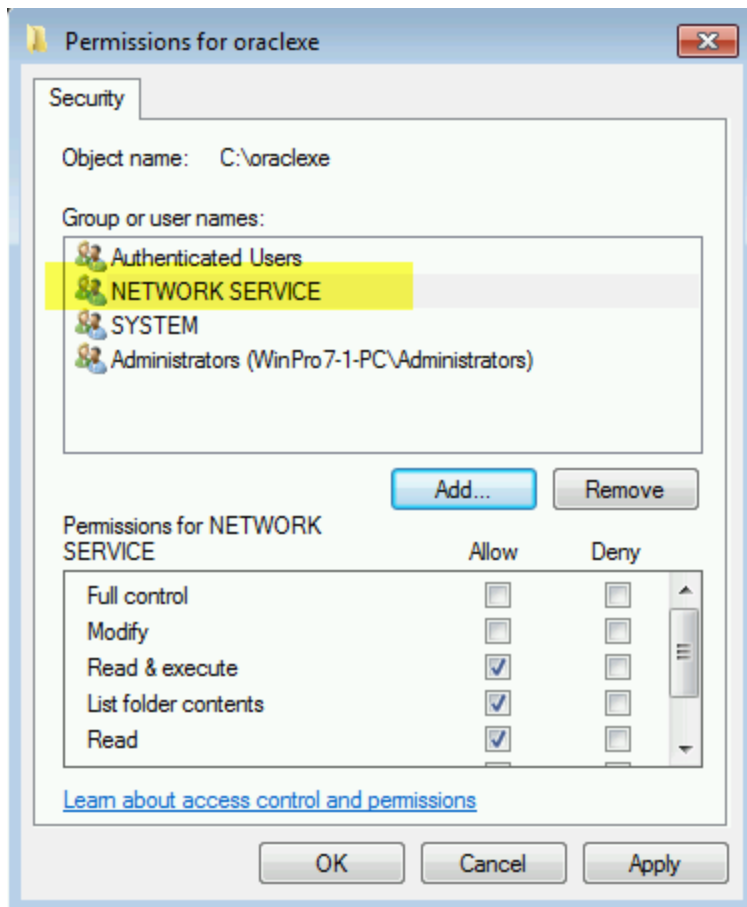 Permissions for oraclexe
Security
Object name: C:\oraclexe
Group or user names:
Authenticated Users
NETWORK SERVICE
SYSTEM
Administrators (WinPro7-1-PC\Administrators)
Add... Remove
Permissions for NETWORK
SERVICE Allow Deny
Full control
Modify
Read & execute
List folder contents
Read
Learn about access control and permissions
OK Cancel Apply